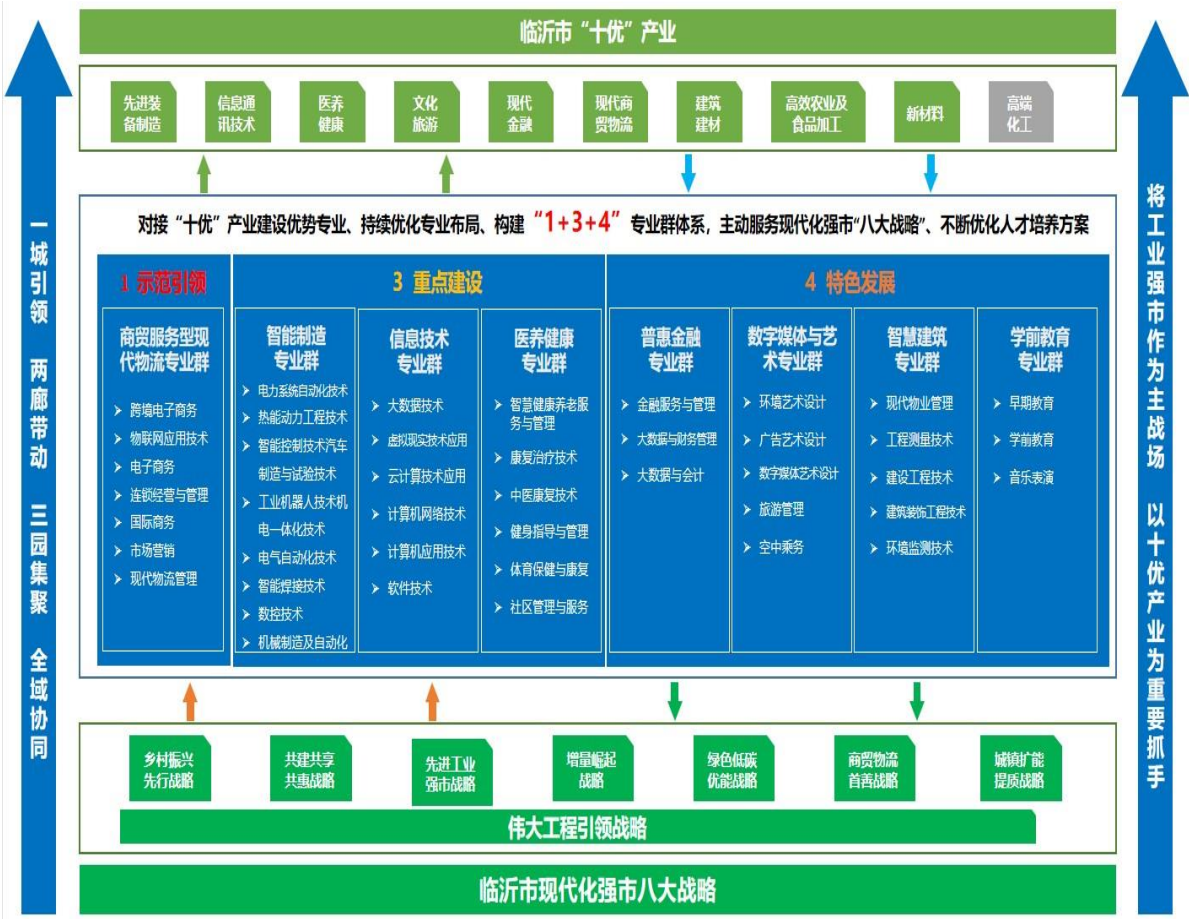 临沂市“十优”产业
先进装
备制造
信息通
讯技术
医养
健康
文化
旅游
现代
金融
现代商
贸物流
建筑
建材
高效农业及
食品加工
新材料
高端
化工
一城引领 两廊带动 三园集聚 全域协同
将工业强市作为主战场 以十优产业为重要抓手
对接“十优”产业建设优势专业、持续优化专业布局、构建“1+3+4”专业群体系，主动服务现代化强市“八大战略”、不断优化人才培养方案
1 示范引领
商贸服务型现
代物流专业群
跨境电子商务
物联网应用技术
电子商务
连锁经营与管理
国际商务
市场营销
现代物流管理
3 重点建设
智能制造
专业群
电力系统自动化技术
热能动力工程技术
智能控制技术汽车
制造与试验技术
工业机器人技术机
电一体化技术
电气自动化技术
智能焊接技术
数控技术
机械制造及自动化
信息技术
专业群
大数据技术
虚拟现实技术应用
云计算技术应用
计算机网络技术
计算机应用技术
软件技术
医养健康
专业群
智慧健康养老服
务与管理
康复治疗技术
中医康复技术
健身指导与管理
体育保健与康复
社区管理与服务
4 特色发展
普惠金融
专业群
金融服务与管理
大数据与财务管理
大数据与会计
数字媒体与艺
术专业群
环境艺术设计
广告艺术设计
数字媒体艺术设计
旅游管理
空中乘务
智慧建筑
专业群
现代物业管理
工程测量技术
建设工程技术
建筑装饰工程技术
环境监测技术
学前教育
专业群
早期教育
学前教育
音乐表演
乡村振兴
先行战略
共建共享
共惠战略
先进工业
强市战略
增量崛起
战略
绿色低碳
优能战略
商贸物流
首善战略
城镇扩能
提质战略
伟大工程引领战略
临沂市现代化强市八大战略